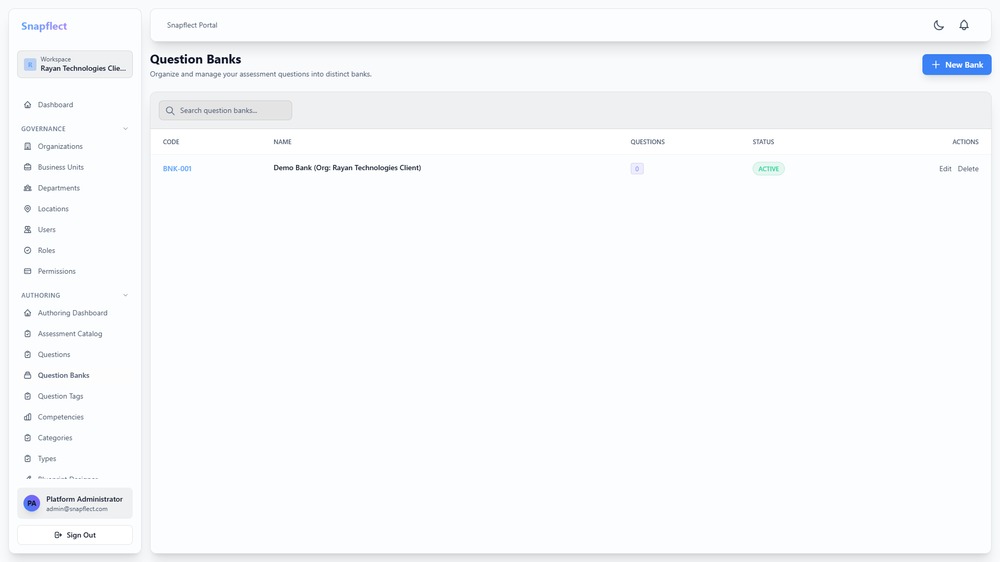 Snapflect
R
Workspace
Rayan Technologies Clie...
Dashboard
GOVERNANCE
Organizations
Business Units
Departments
Locations
Users
Roles
Permissions
AUTHORING
Authoring Dashboard
Assessment Catalog
Questions
Question Banks
Question Tags
Competencies
Categories
Types
Blueprint Designer
PA
Platform Administrator
admin@snapflect.com
Sign Out
Snapflect Portal
Question Banks
Organize and manage your assessment questions into distinct banks.
New Bank
Search question banks...
CODE NAME QUESTIONS STATUS ACTIONS
BNK-001 Demo Bank (Org: Rayan Technologies Client) 0 ACTIVE Edit Delete